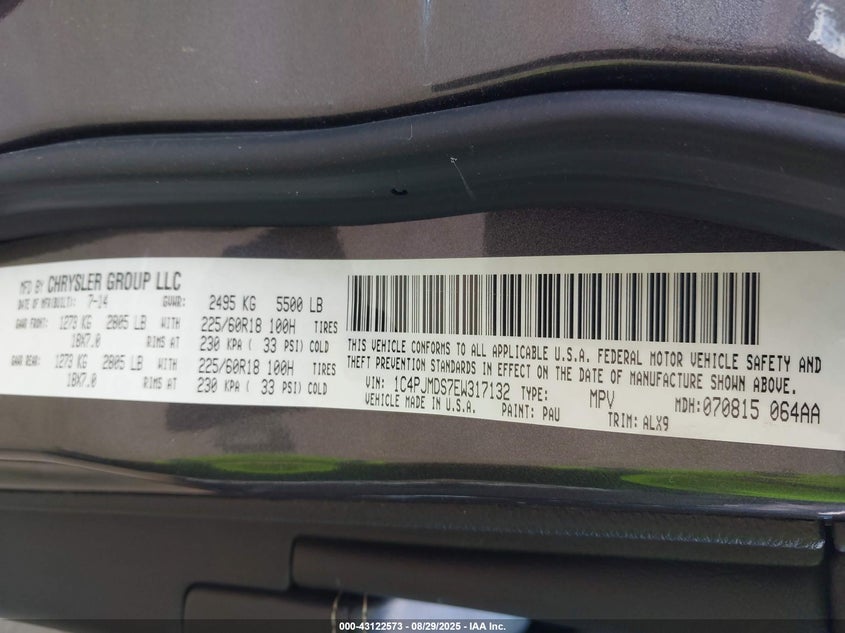 MFD BY CHRYSLER GROUP LLC
DATE OF MFR(BUILT): 7-14 GVWR: 2495 KG 5500 LB
GAWR FRONT: 1273 KG 2805 LB WITH 225/60R18 100H TIRES
18X7.0 RIMS AT 230 KPA ( 33 PSI) COLD
GAWR REAR: 1273 KG 2805 LB WITH 225/60R18 100H TIRES
18X7.0 RIMS AT 230 KPA ( 33 PSI) COLD
THIS VEHICLE CONFORMS TO ALL APPLICABLE U.S.A. FEDERAL MOTOR VEHICLE SAFETY AND
THEFT PREVENTION STANDARDS IN EFFECT ON THE DATE OF MANUFACTURE SHOWN ABOVE.
VIN: 1C4PJMDS7EW317132 TYPE: MPV MDH:070815 064AA
VEHICLE MADE IN U.S.A. PAINT: PAU TRIM: ALX9
000-43122573 - 08/29/2025 - IAA Inc.